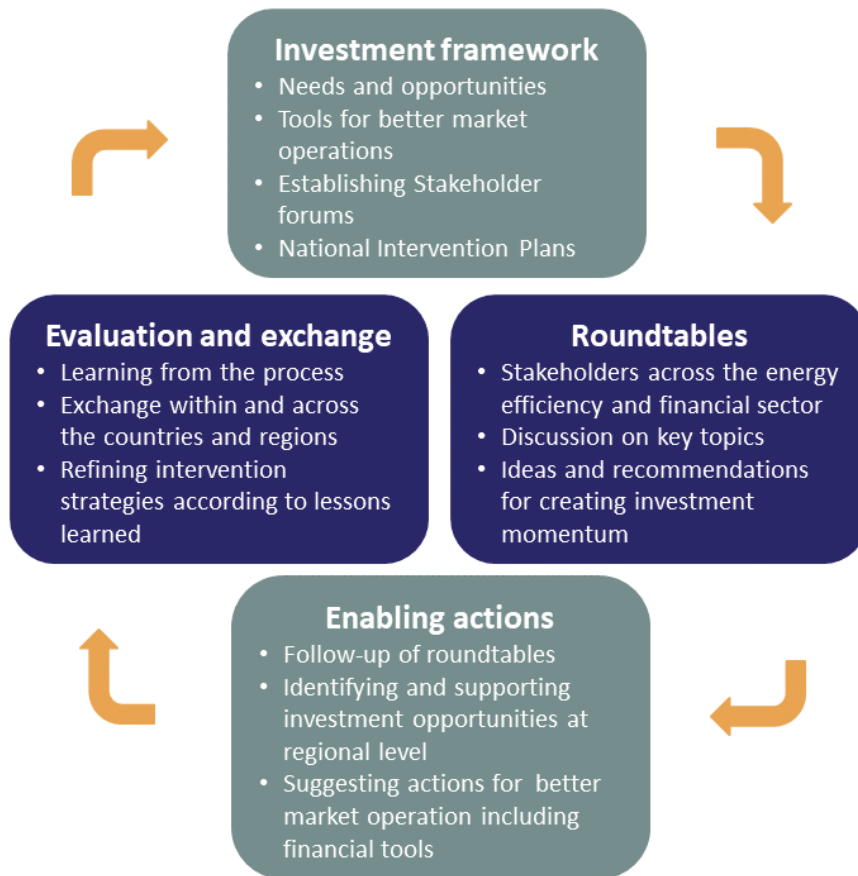 Investment framework
• Needs and opportunities
• Tools for better market
operations
• Establishing Stakeholder
forums
• National Intervention Plans
Evaluation and exchange
• Learning from the process
• Exchange within and across
the countries and regions
• Refining intervention
strategies according to lessons
learned
Roundtables
• Stakeholders across the energy
efficiency and financial sector
• Discussion on key topics
• Ideas and recommendations
for creating investment
momentum
Enabling actions
• Follow-up of roundtables
• Identifying and supporting
investment opportunities at
regional level
• Suggesting actions for better
market operation including
financial tools